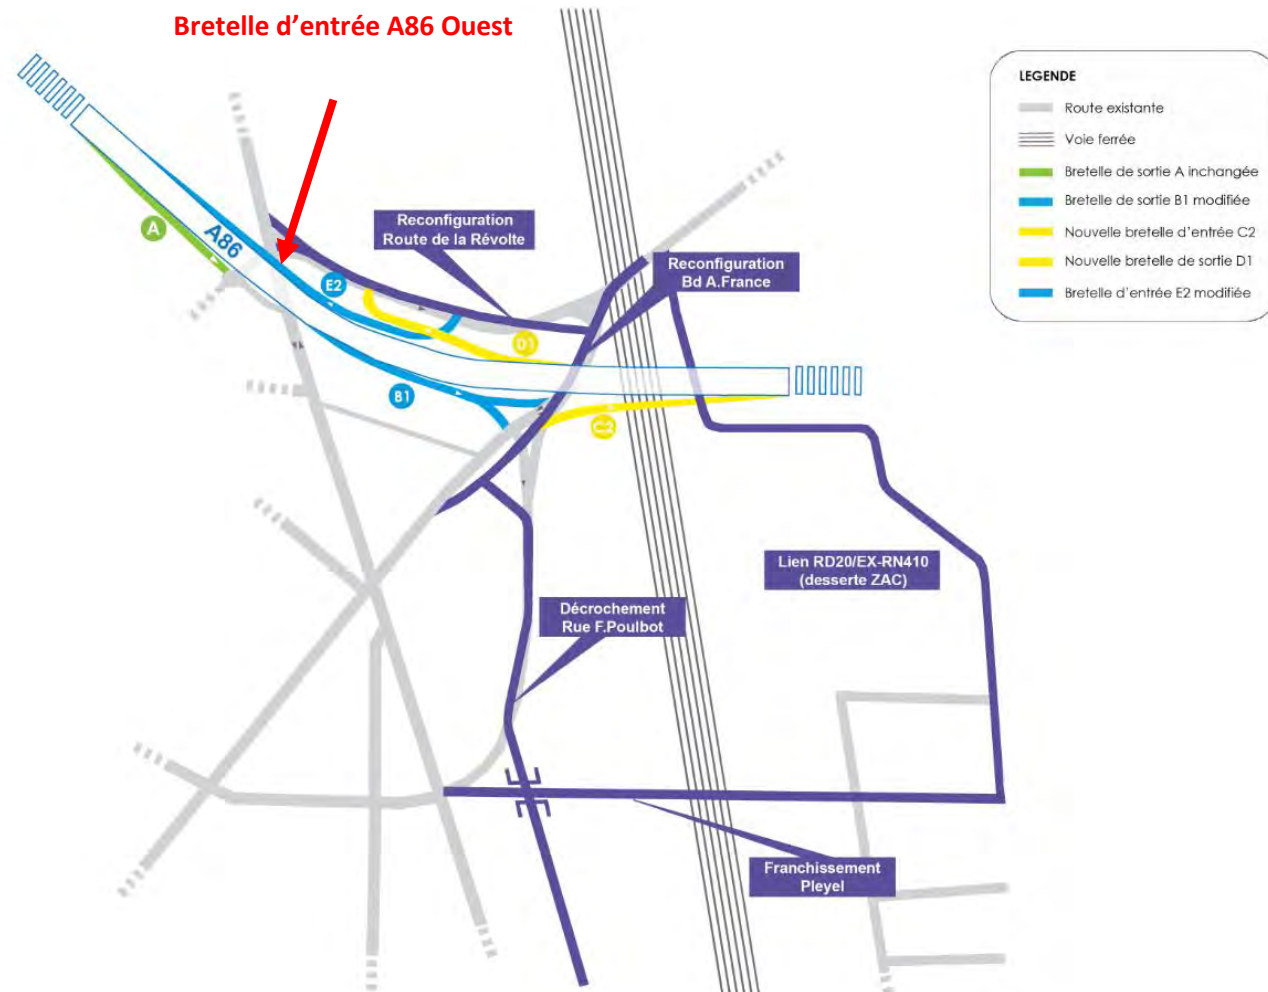 Bretelle d’entrée A86 Ouest
LEGENDE
Route existante
Voie ferrée
Bretelle de sortie A inchangée
Bretelle de sortie B1 modifiée
Nouvelle bretelle d’entrée C2
Nouvelle bretelle de sortie D1
Bretelle d’entrée E2 modifiée
A
A86
Reconfiguration
Route de la Révolte
E2
Reconfiguration
Bd A.France
D1
B1
C2
Lien RD20/EX-RN410
(desserte ZAC)
Décrochement
Rue F.Poulbot
Franchissement
Pleyel